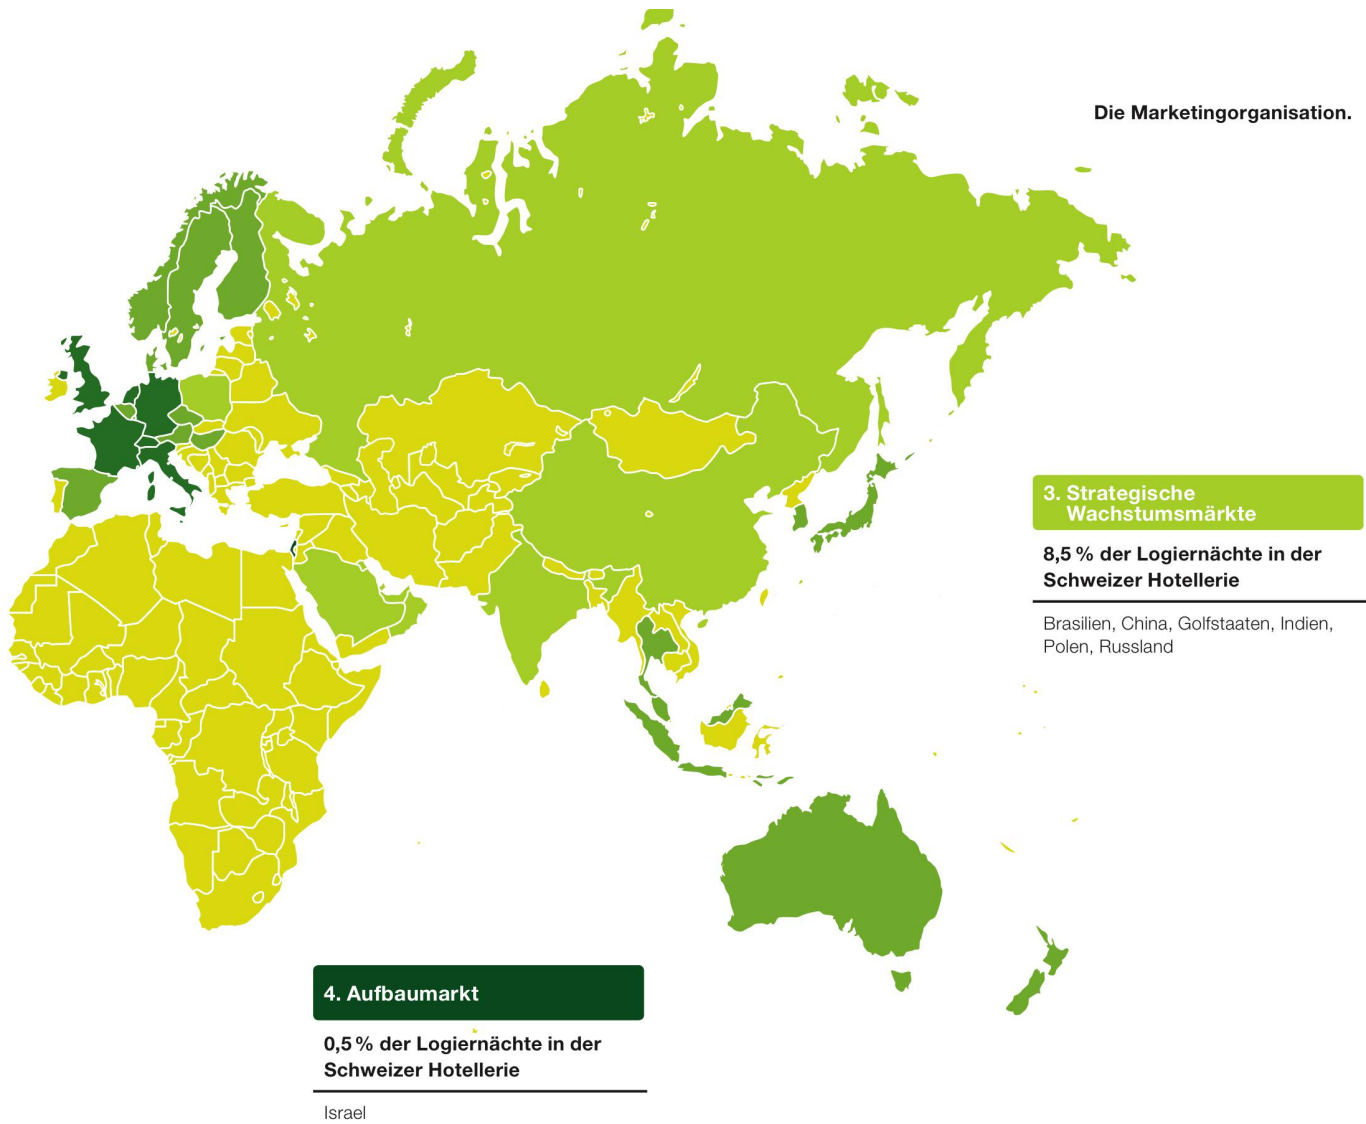 Die Marketingorganisation.
3. Strategische
Wachstumsmärkte
8,5 % der Logiernächte in der
Schweizer Hotellerie
Brasilien, China, Golfstaaten, Indien,
Polen, Russland
4. Aufbaumarkt
0,5 % der Logiernächte in der
Schweizer Hotellerie
Israel